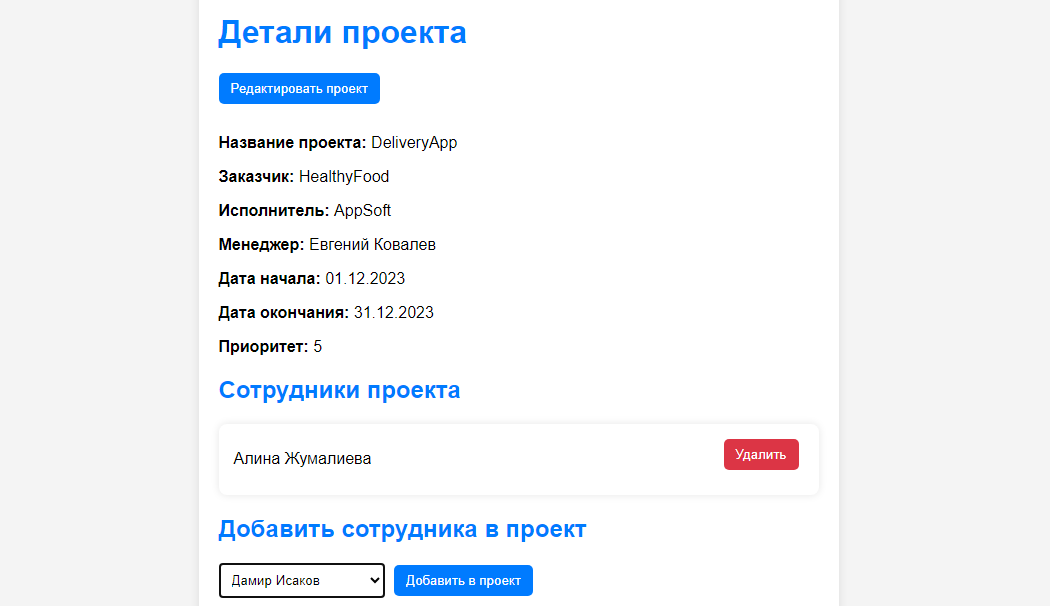 Детали проекта
Редактировать проект
Название проекта: DeliveryApp
Заказчик: HealthyFood
Исполнитель: AppSoft
Менеджер: Евгений Ковалев
Дата начала: 01.12.2023
Дата окончания: 31.12.2023
Приоритет: 5
Сотрудники проекта
Алина Жумалиева
Удалить
Добавить сотрудника в проект
Дамир Исаков
Добавить в проект